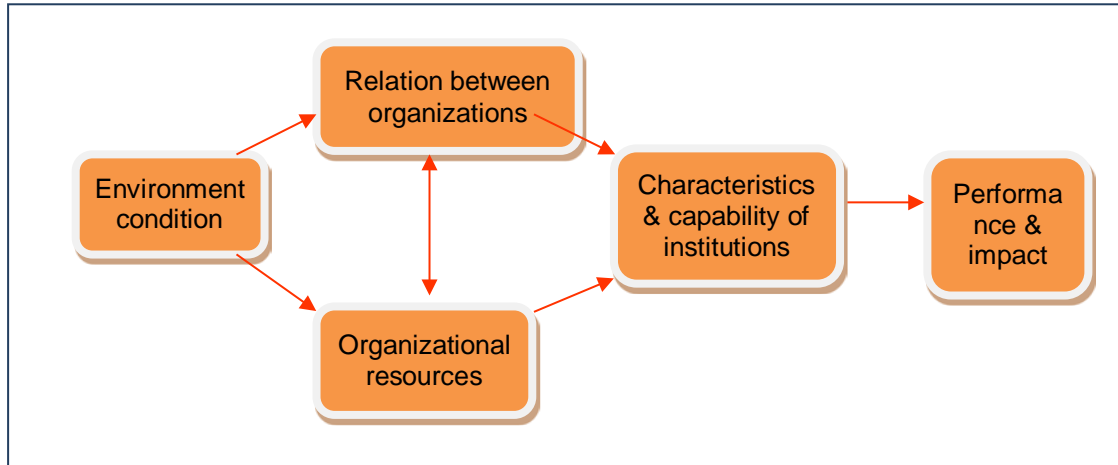 Relation between
organizations
Environment
condition
Characteristics
& capability of
institutions
Performa
nce &
impact
Organizational
resources